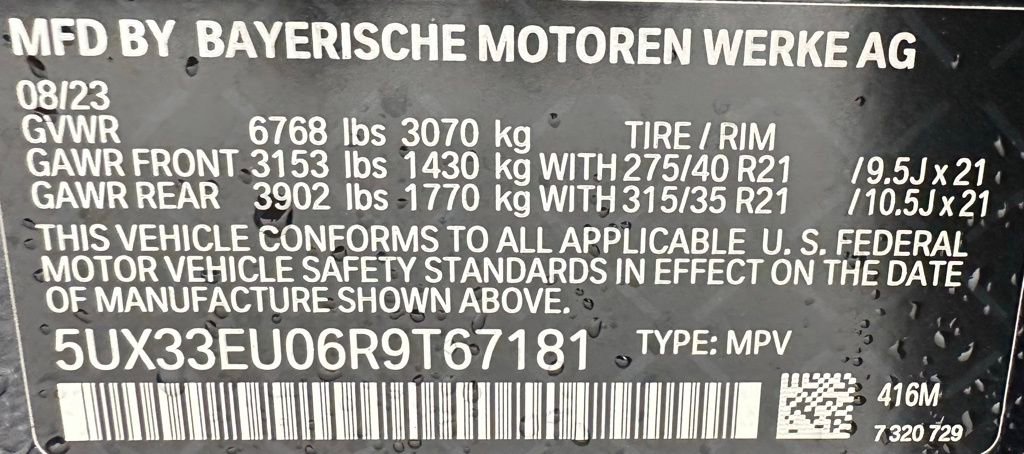 MFD BY BAYERISCHE MOTOREN WERKE AG
08/23
GVWR 6768 lbs 3070 kg TIRE / RIM
GAWR FRONT 3153 lbs 1430 kg WITH 275/40 R21 /9.5J x 21
GAWR REAR 3902 lbs 1770 kg WITH 315/35 R21 /10.5J x 21
THIS VEHICLE CONFORMS TO ALL APPLICABLE U. S. FEDERAL
MOTOR VEHICLE SAFETY STANDARDS IN EFFECT ON THE DATE
OF MANUFACTURE SHOWN ABOVE.
5UX33EU06R9T67181 TYPE: MPV
416M
7 320 729